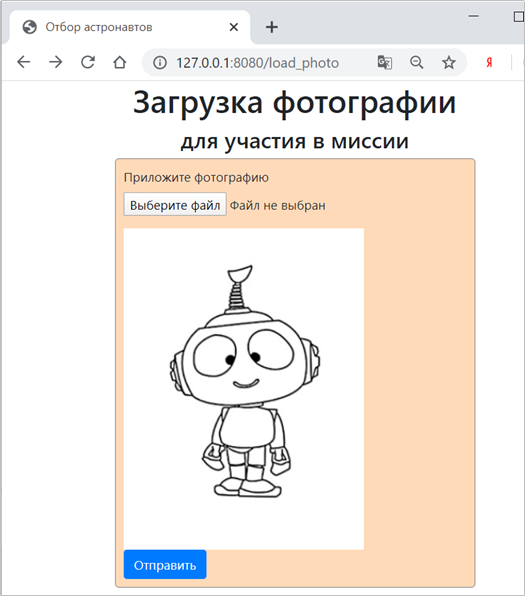 Отбор астронавтов
127.0.0.1:8080/load_photo
Я
Загрузка фотографии
для участия в миссии
Приложите фотографию
Выберите файл Файл не выбран
Отправить